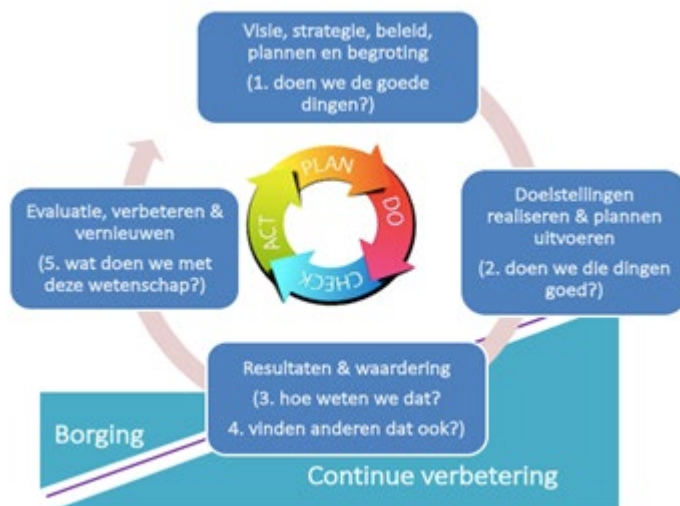 Visie, strategie, beleid,
plannen en begroting
(1. doen we de goede
dingen?)
PLAN
DO
CHECK
ACT
Doelstellingen
realiseren & plannen
uitvoeren
(2. doen we die dingen
goed?)
Resultaten & waardering
(3. hoe weten we dat?
4. vinden anderen dat ook?)
Evaluatie, verbeteren &
vernieuwen
(5. wat doen we met
deze wetenschap?)
Borging
Continue verbetering